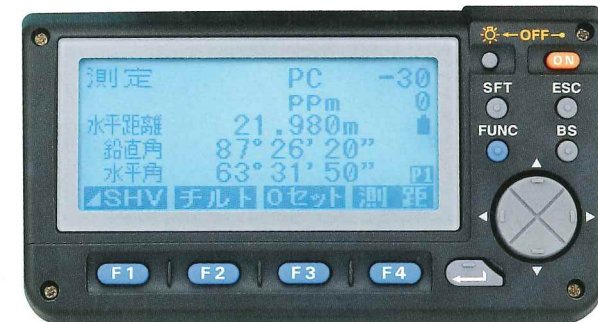 測定 PC -30
PPm 0
水平距離 21.980m
鉛直角 87°26'20"
水平角 63°31'50" P1
◢SHV チルト 0セット 測距
←OFF→
ON
SFT ESC
FUNC BS
F1 F2 F3 F4